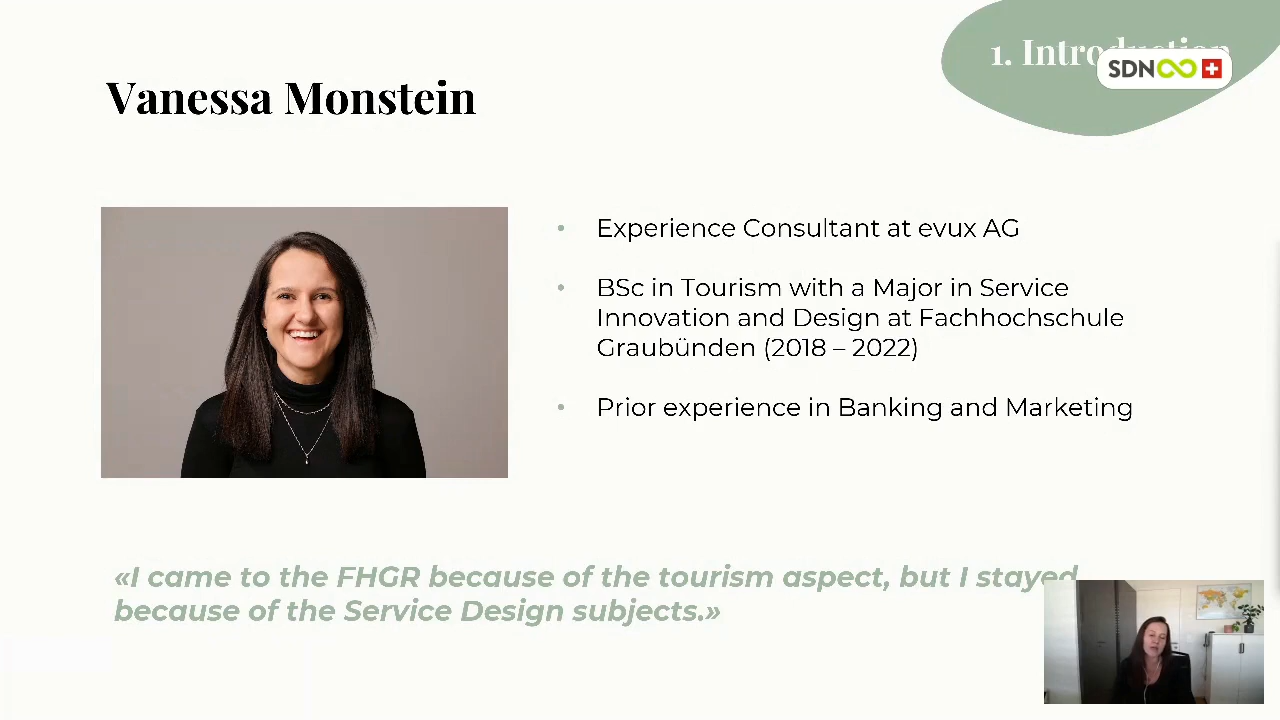 1. Introduction
SDN
Vanessa Monstein
• Experience Consultant at evux AG
• BSc in Tourism with a Major in Service
Innovation and Design at Fachhochschule
Graubünden (2018 – 2022)
• Prior experience in Banking and Marketing
«I came to the FHGR because of the tourism aspect, but I stayed
because of the Service Design subjects.»